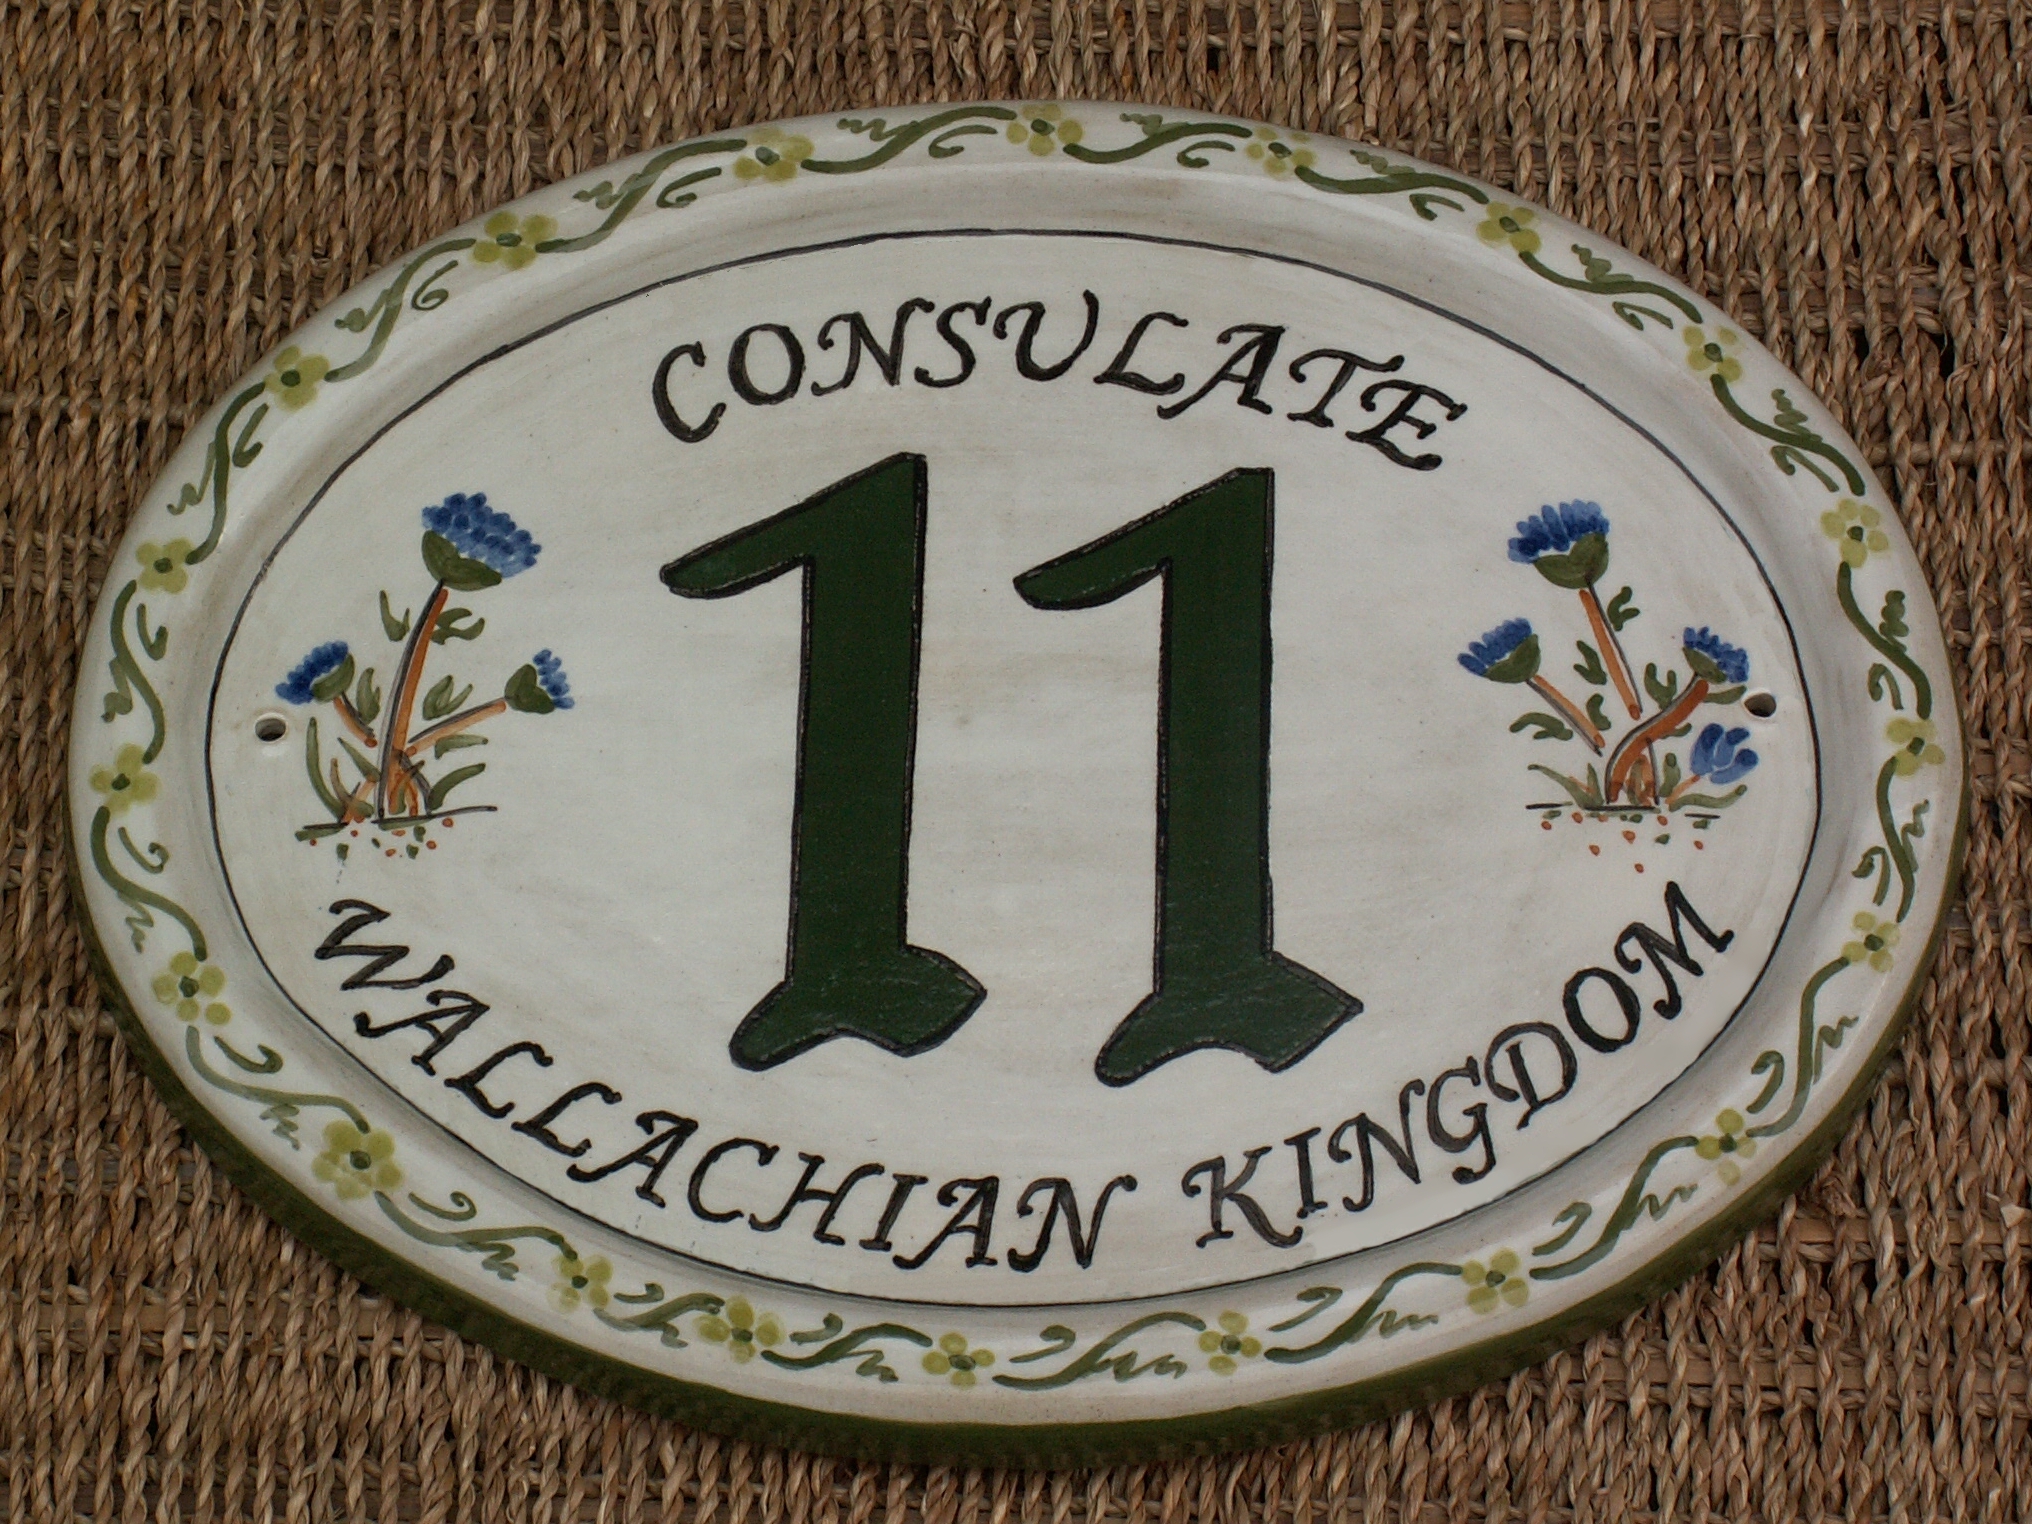 CONSULATE
11
WALLACHIAN KINGDOM